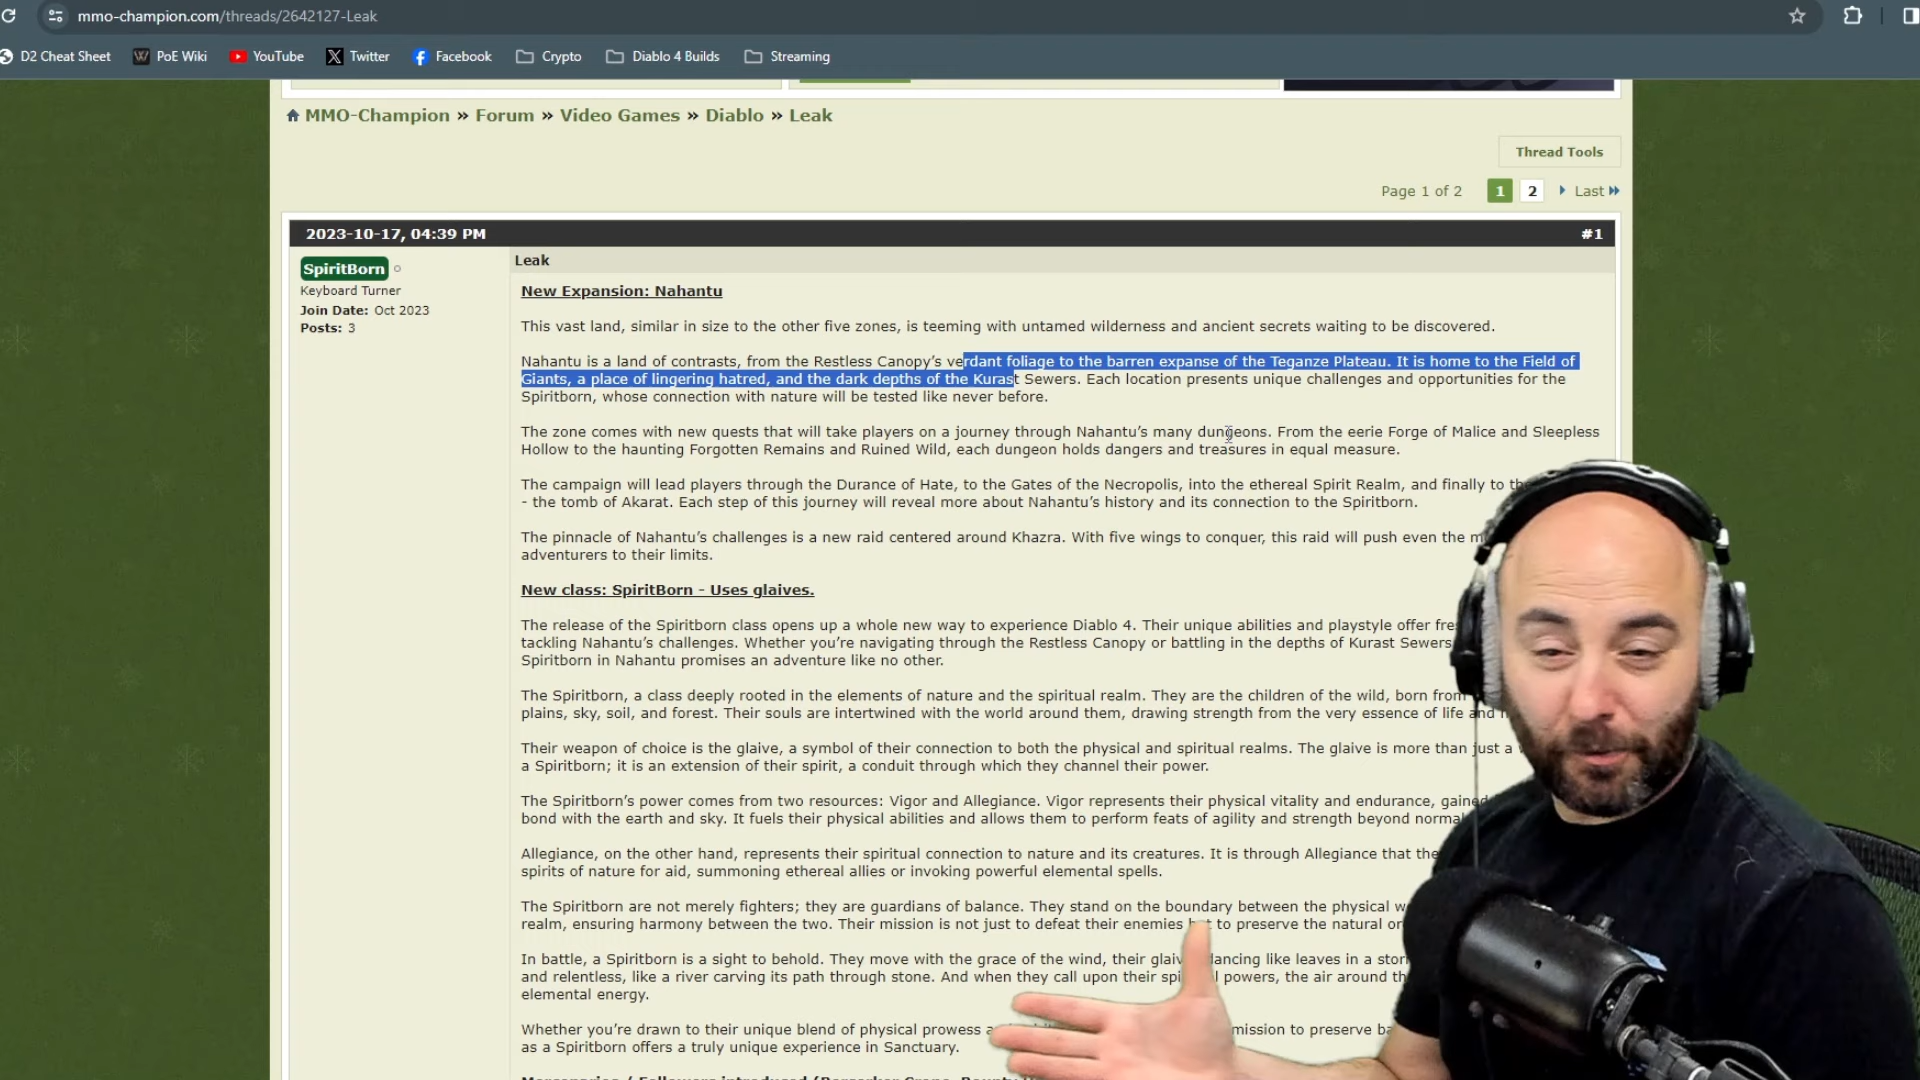 mmo-champion.com/threads/2642127-Leak
D2 Cheat Sheet PoE Wiki YouTube Twitter Facebook Crypto Diablo 4 Builds Streaming
MMO-Champion » Forum » Video Games » Diablo » Leak
Thread Tools
Page 1 of 2 1 2 Last
2023-10-17, 04:39 PM #1
SpiritBorn
Keyboard Turner
Join Date: Oct 2023
Posts: 3
Leak
New Expansion: Nahantu
This vast land, similar in size to the other five zones, is teeming with untamed wilderness and ancient secrets waiting to be discovered.
Nahantu is a land of contrasts, from the Restless Canopy's verdant foliage to the barren expanse of the Teganze Plateau. It is home to the Field of
Giants, a place of lingering hatred, and the dark depths of the Kurast Sewers. Each location presents unique challenges and opportunities for the
Spiritborn, whose connection with nature will be tested like never before.
The zone comes with new quests that will take players on a journey through Nahantu's many dungeons. From the eerie Forge of Malice and Sleepless
Hollow to the haunting Forgotten Remains and Ruined Wild, each dungeon holds dangers and treasures in equal measure.
The campaign will lead players through the Durance of Hate, to the Gates of the Necropolis, into the ethereal Spirit Realm, and finally to
- the tomb of Akarat. Each step of this journey will reveal more about Nahantu's history and its connection to the Spiritborn.
The pinnacle of Nahantu's challenges is a new raid centered around Khazra. With five wings to conquer, this raid will push even the
adventurers to their limits.
New class: SpiritBorn - Uses glaives.
The release of the Spiritborn class opens up a whole new way to experience Diablo 4. Their unique abilities and playstyle offer
tackling Nahantu's challenges. Whether you're navigating through the Restless Canopy or battling in the depths of Kurast Sewers
Spiritborn in Nahantu promises an adventure like no other.
The Spiritborn, a class deeply rooted in the elements of nature and the spiritual realm. They are the children of the wild, born from
plains, sky, soil, and forest. Their souls are intertwined with the world around them, drawing strength from the very essence of life and
Their weapon of choice is the glaive, a symbol of their connection to both the physical and spiritual realms. The glaive is more than just a
a Spiritborn; it is an extension of their spirit, a conduit through which they channel their power.
The Spiritborn's power comes from two resources: Vigor and Allegiance. Vigor represents their physical vitality and endurance, gained
bond with the earth and sky. It fuels their physical abilities and allows them to perform feats of agility and strength beyond normal
Allegiance, on the other hand, represents their spiritual connection to nature and its creatures. It is through Allegiance that
spirits of nature for aid, summoning ethereal allies or invoking powerful elemental spells.
The Spiritborn are not merely fighters; they are guardians of balance. They stand on the boundary between the physical
realm, ensuring harmony between the two. Their mission is not just to defeat their enemies but to preserve the natural
In battle, a Spiritborn is a sight to behold. They move with the grace of the wind, their dancing like leaves in a
and relentless, like a river carving its path through stone. And when they call upon their powers, the air around
elemental energy.
Whether you're drawn to their unique blend of physical prowess mission to preserve
as a Spiritborn offers a truly unique experience in Sanctuary.